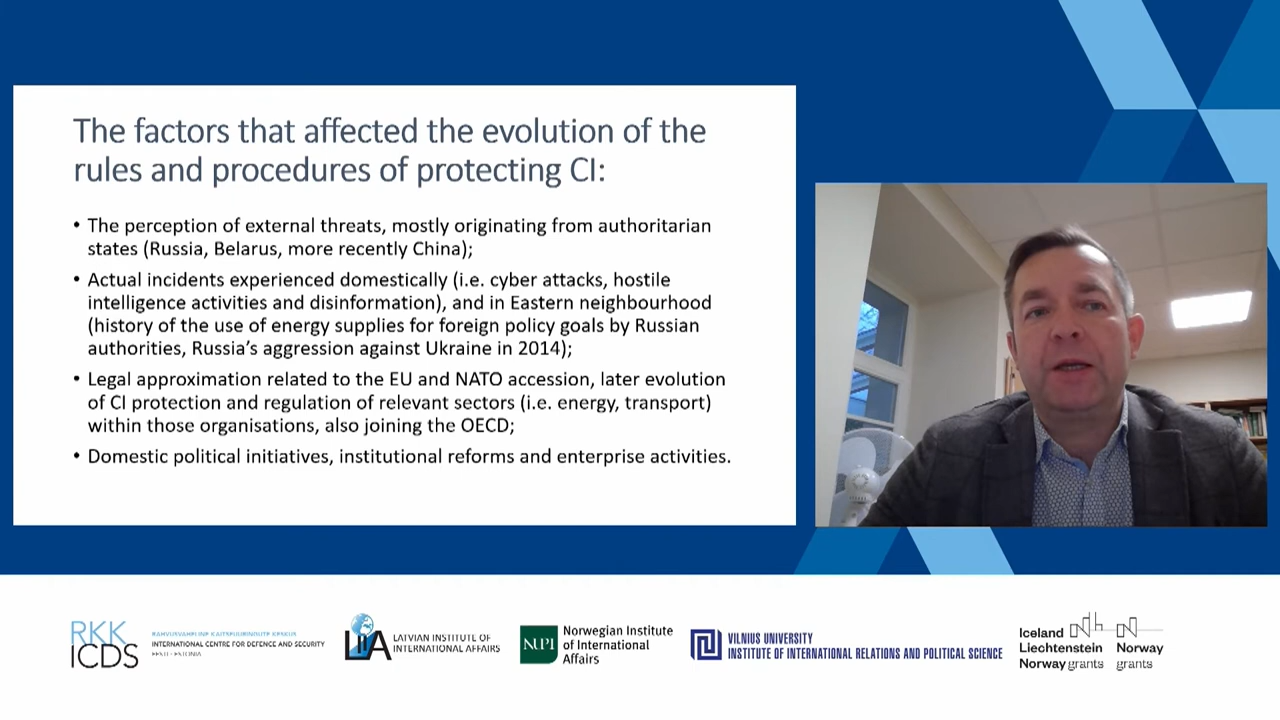 The factors that affected the evolution of the
rules and procedures of protecting CI:
• The perception of external threats, mostly originating from authoritarian
states (Russia, Belarus, more recently China);
• Actual incidents experienced domestically (i.e. cyber attacks, hostile
intelligence activities and disinformation), and in Eastern neighbourhood
(history of the use of energy supplies for foreign policy goals by Russian
authorities, Russia's aggression against Ukraine in 2014);
• Legal approximation related to the EU and NATO accession, later evolution
of CI protection and regulation of relevant sectors (i.e. energy, transport)
within those organisations, also joining the OECD;
• Domestic political initiatives, institutional reforms and enterprise activities.
RKK
ICDS
RAHVUSVAHELINE KAITSEUURINGUTE KESKUS
INTERNATIONAL CENTRE FOR DEFENCE AND SECURITY
EESTI · ESTONIA
LIIA
LATVIAN INSTITUTE OF
INTERNATIONAL AFFAIRS
NUPI
Norwegian Institute
of International
Affairs
VILNIUS UNIVERSITY
INSTITUTE OF INTERNATIONAL RELATIONS AND POLITICAL SCIENCE
Iceland
Liechtenstein
Norway grants
Norway
grants